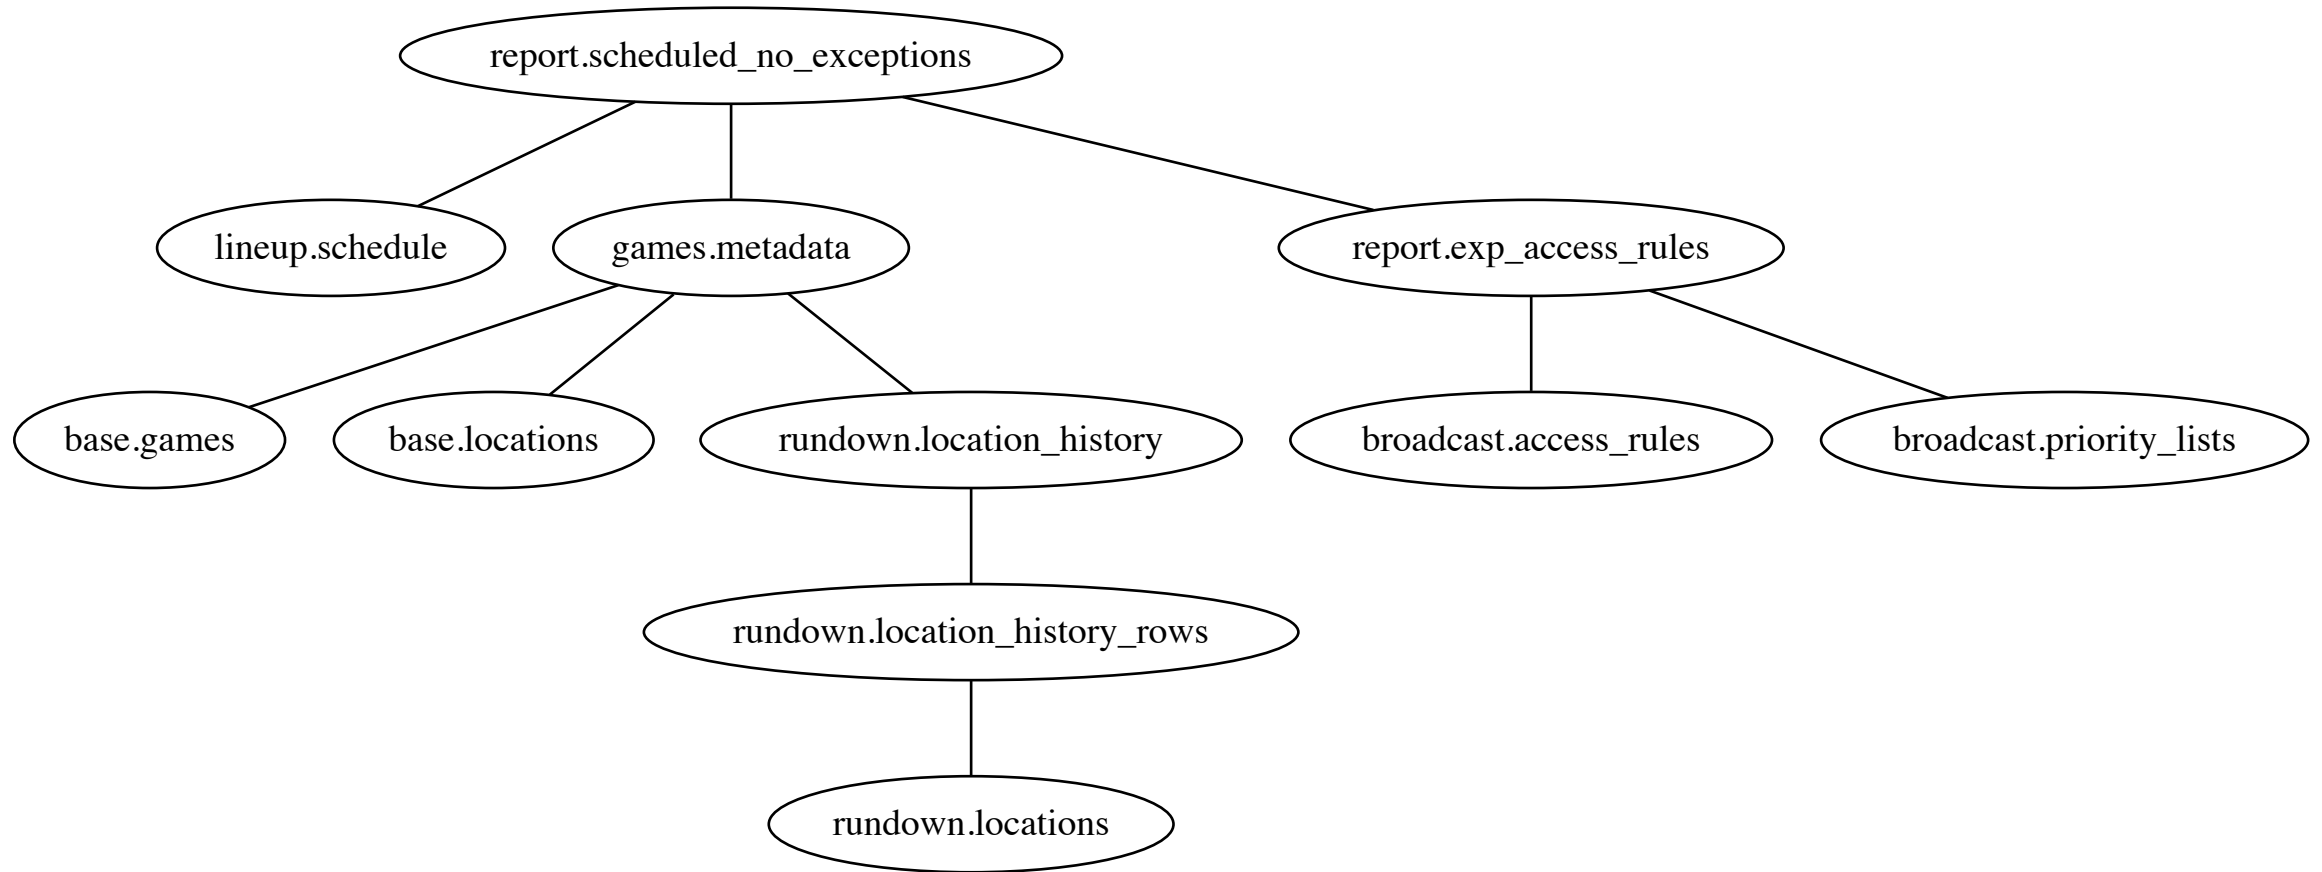 report.scheduled_no_exceptions
lineup.schedule
games.metadata
report.exp_access_rules
base.games
base.locations
rundown.location_history
broadcast.access_rules
broadcast.priority_lists
rundown.location_history_rows
rundown.locations